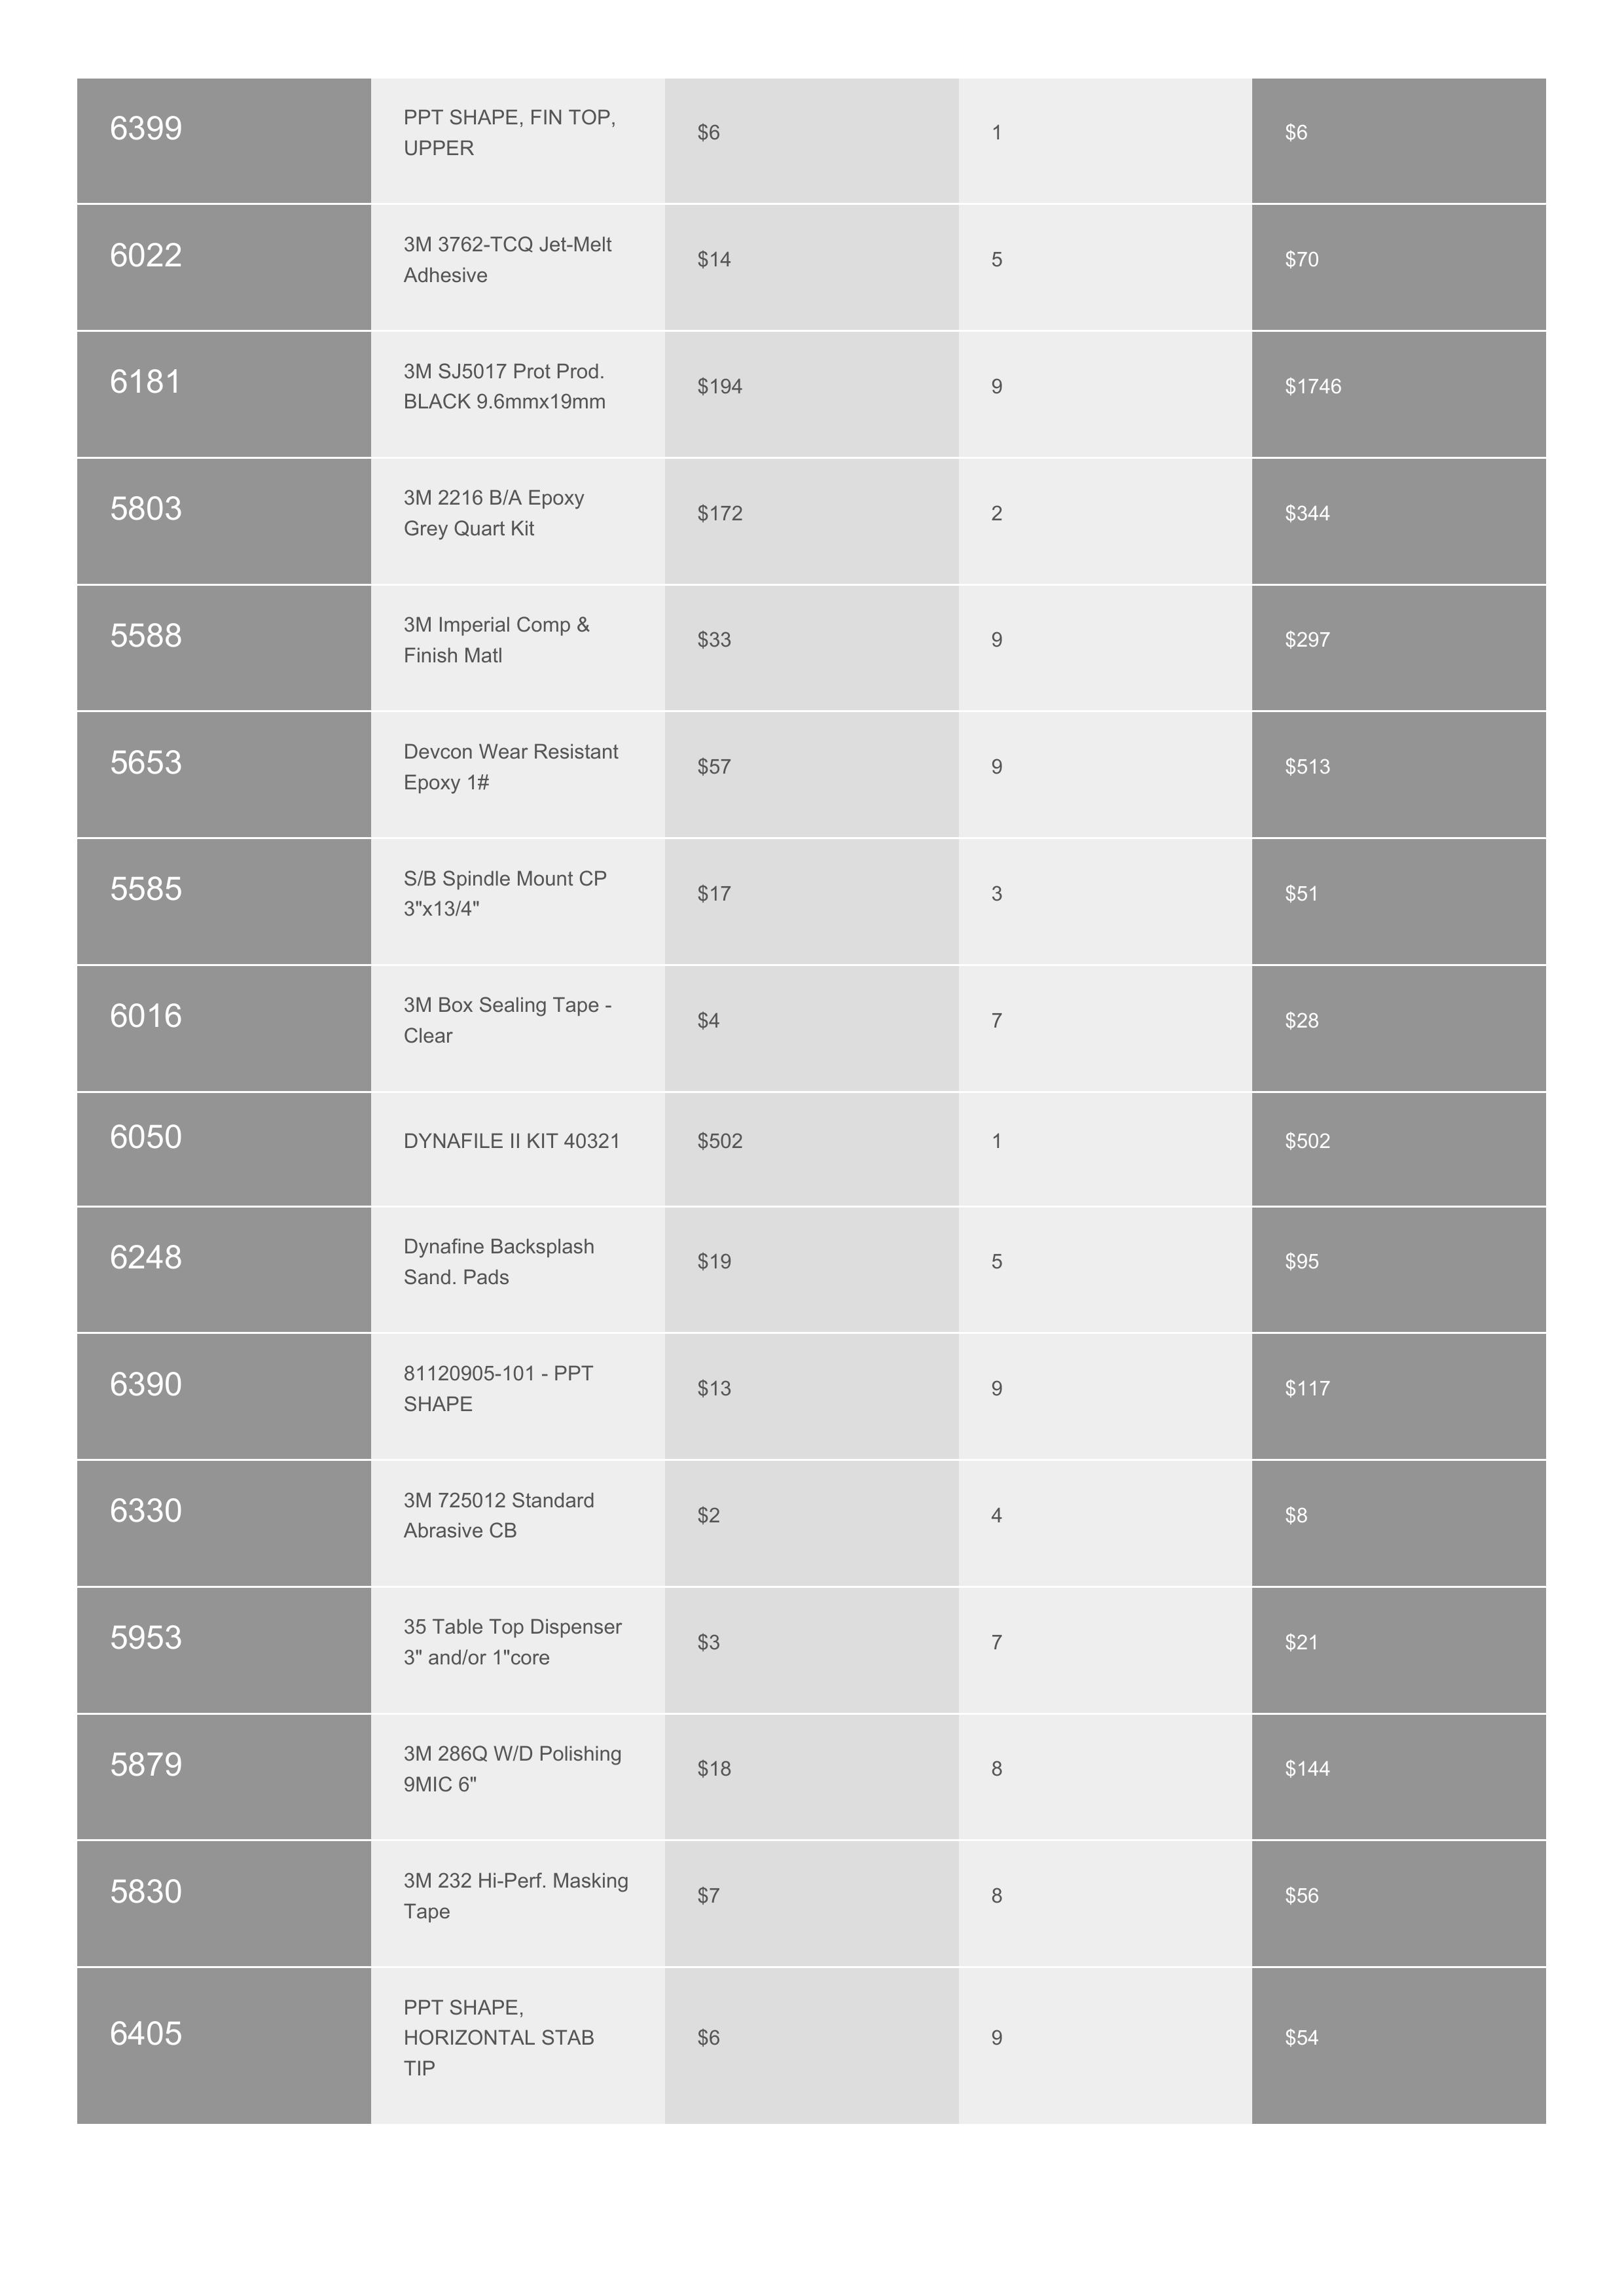 6399
PPT SHAPE, FIN TOP,
UPPER
$6
1
$6
6022
3M 3762-TCQ Jet-Melt
Adhesive
$14
5
$70
6181
3M SJ5017 Prot Prod.
BLACK 9.6mmx19mm
$194
9
$1746
5803
3M 2216 B/A Epoxy
Grey Quart Kit
$172
2
$344
5588
3M Imperial Comp &
Finish Matl
$33
9
$297
5653
Devcon Wear Resistant
Epoxy 1#
$57
9
$513
5585
S/B Spindle Mount CP
3"x13/4"
$17
3
$51
6016
3M Box Sealing Tape -
Clear
$4
7
$28
6050
DYNAFILE II KIT 40321
$502
1
$502
6248
Dynafine Backsplash
Sand. Pads
$19
5
$95
6390
81120905-101 - PPT
SHAPE
$13
9
$117
6330
3M 725012 Standard
Abrasive CB
$2
4
$8
5953
35 Table Top Dispenser
3" and/or 1"core
$3
7
$21
5879
3M 286Q W/D Polishing
9MIC 6"
$18
8
$144
5830
3M 232 Hi-Perf. Masking
Tape
$7
8
$56
6405
PPT SHAPE,
HORIZONTAL STAB
TIP
$6
9
$54